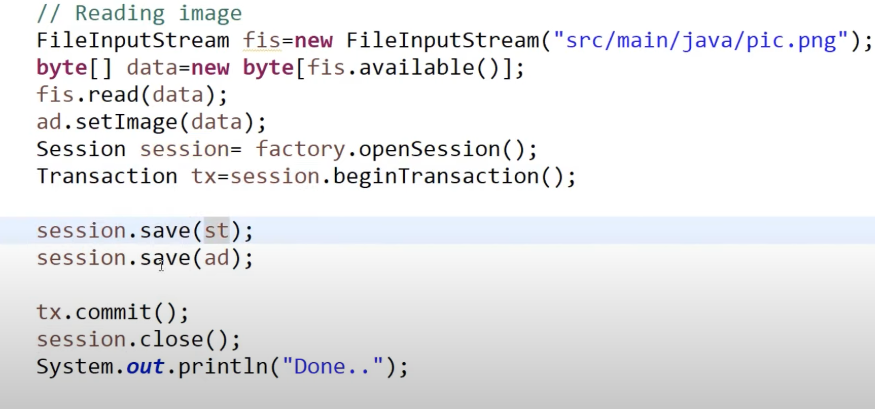 // Reading image
FileInputStream fis=new FileInputStream("src/main/java/pic.png");
byte[] data=new byte[fis.available()];
fis.read(data);
ad.setImage(data);
Session session= factory.openSession();
Transaction tx=session.beginTransaction();
session.save(st);
session.save(ad);
tx.commit();
session.close();
System.out.println("Done..");